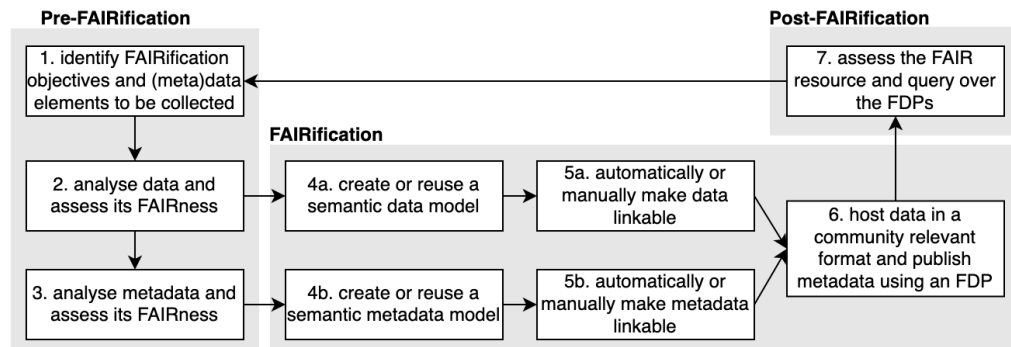 Pre-FAIRification
1. identify FAIRification
objectives and (meta)data
elements to be collected
2. analyse data and
assess its FAIRness
3. analyse metadata and
assess its FAIRness
FAIRification
4a. create or reuse a
semantic data model
5a. automatically or
manually make data
linkable
4b. create or reuse a
semantic metadata model
5b. automatically or
manually make metadata
linkable
6. host data in a
community relevant
format and publish
metadata using an FDP
Post-FAIRification
7. assess the FAIR
resource and query over
the FDPs